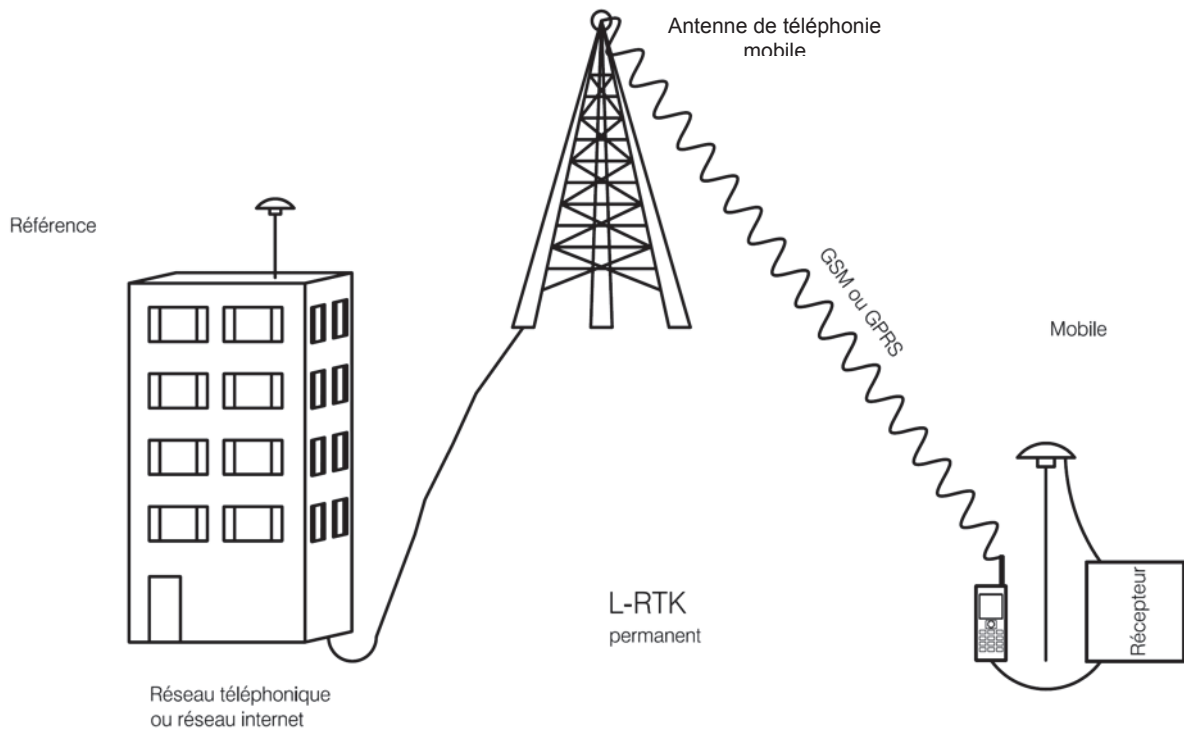 Antenne de téléphonie
mobile
Référence
GSM ou GPRS
Mobile
Récepteur
L-RTK
permanent
Réseau téléphonique
ou réseau internet